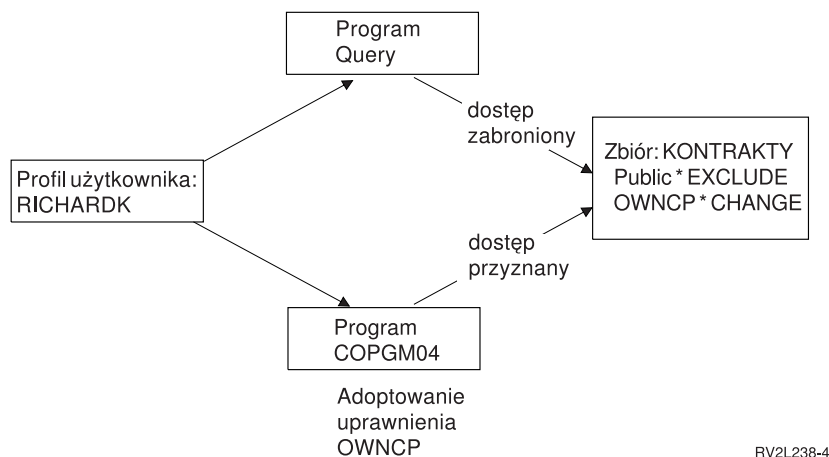 Program
Query
dostęp
zabroniony
Zbiór: KONTRAKTY
Public * EXCLUDE
OWNCP * CHANGE
Profil użytkownika:
RICHARDK
dostęp
przyznany
Program
COPGM04
Adoptowanie
uprawnienia
OWNCP
RV2L238-4